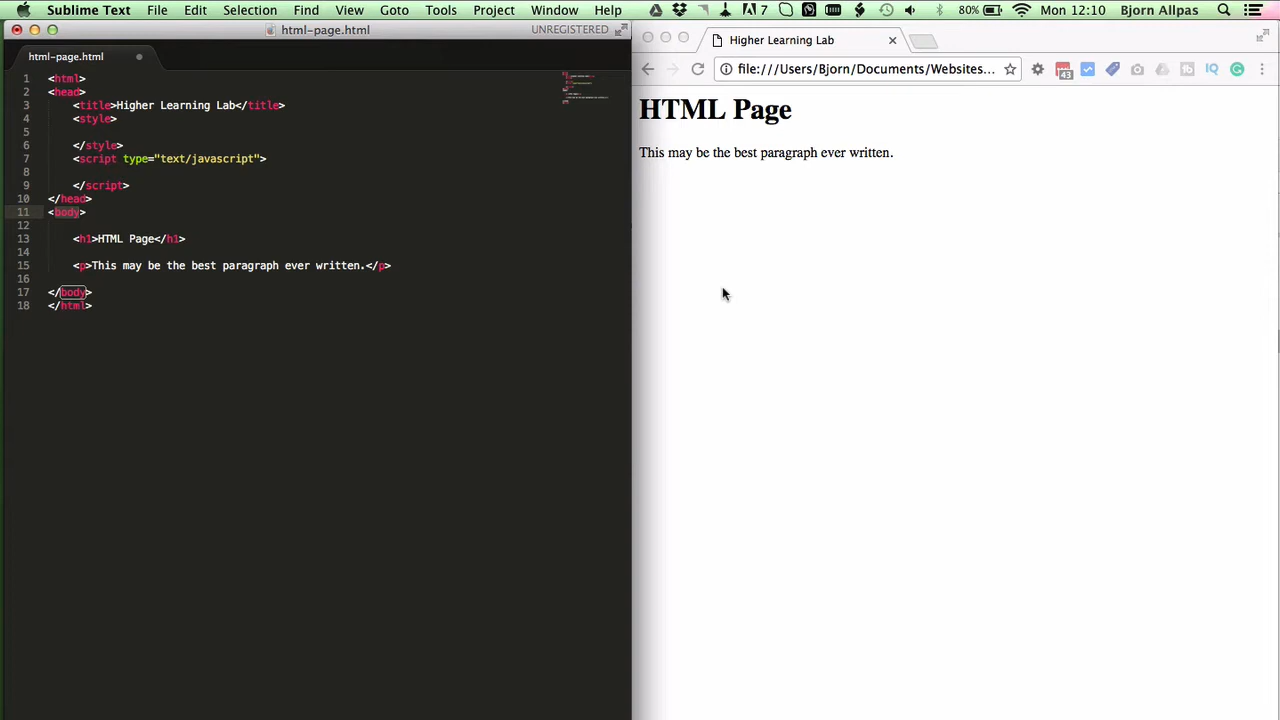 Sublime Text File Edit Selection Find View Goto Tools Project Window Help 7 80% Mon 12:10 Bjorn Allpas
html-page.html UNREGISTERED
html-page.html
1 <html>
2 <head>
3 <title>Higher Learning Lab</title>
4 <style>
5
6 </style>
7 <script type="text/javascript">
8
9 </script>
10 </head>
11 <body>
12
13 <h1>HTML Page</h1>
14
15 <p>This may be the best paragraph ever written.</p>
16
17 </body>
18 </html>
Higher Learning Lab
file:///Users/Bjorn/Documents/Websites... 43 IQ
HTML Page
This may be the best paragraph ever written.